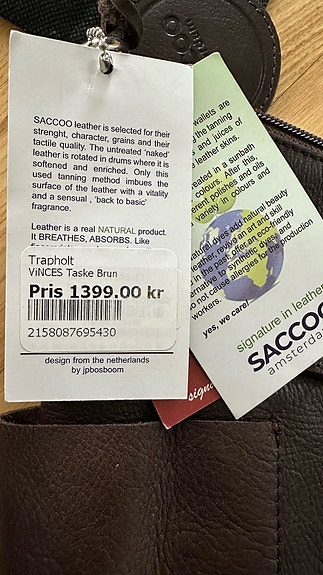 SACCOO leather is selected for their
strenght, character, grains and their
tactile quality. The untreated 'naked'
leather is rotated in drums where it is
softened and enriched. Only this
used tanning method imbues the
surface of the leather with a vitality
and a sensual , 'back to basic'
fragrance.
Leather is a real NATURAL product.
It BREATHES, ABSORBS. Like
Trapholt
ViNCES Taske Brun
Pris 1399.00 kr
2158087695430
design from the netherlands
by jpbosboom
wallets are
the tanning
and juices of
leather skins.
treated in a sunbath
colours. After this,
polishes and oils
variety in colours and
natural dyes add natural beauty
leather, revive an art and skill
in the past, offer an eco-friendly
alternative to synthetic dyes and
do not cause allergies for the production
workers.
yes, we care!
signature in leather
SACCOO
amsterdam